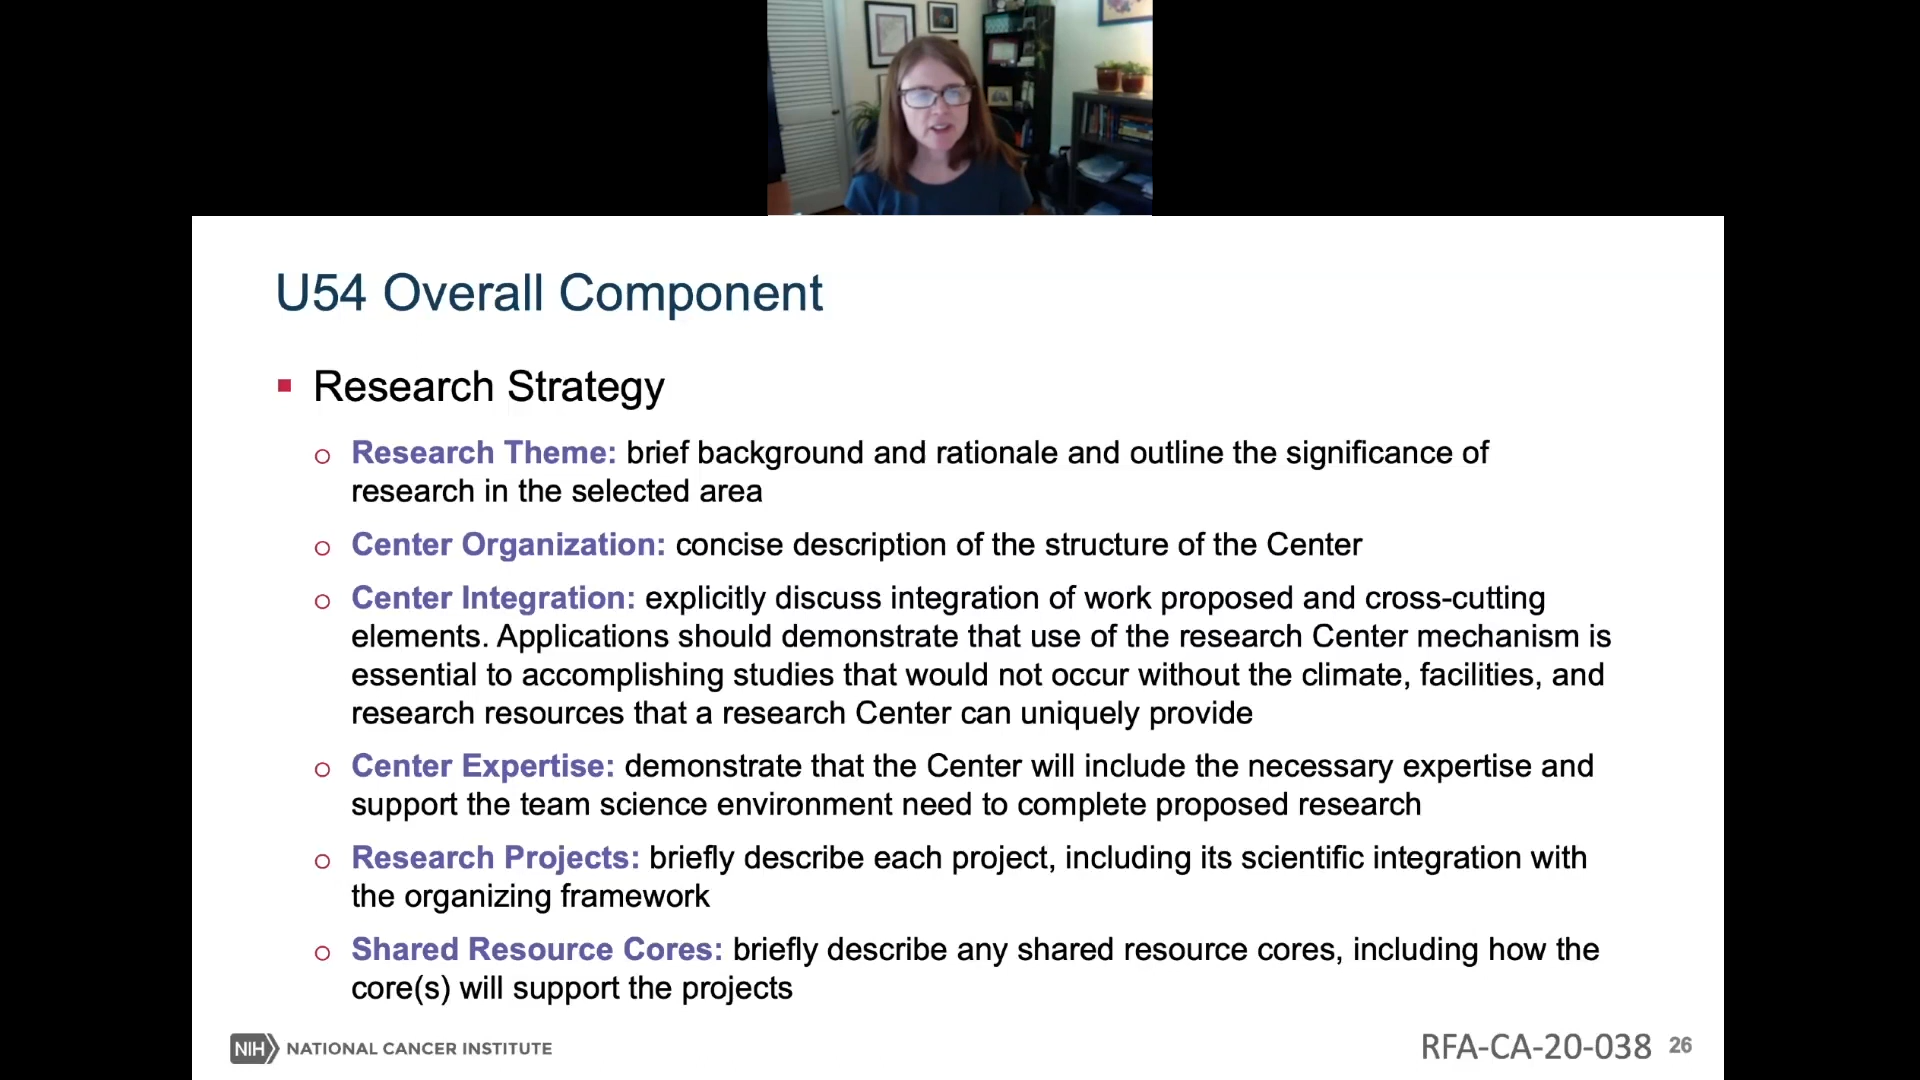 U54 Overall Component
▪ Research Strategy
o Research Theme: brief background and rationale and outline the significance of
research in the selected area
o Center Organization: concise description of the structure of the Center
o Center Integration: explicitly discuss integration of work proposed and cross-cutting
elements. Applications should demonstrate that use of the research Center mechanism is
essential to accomplishing studies that would not occur without the climate, facilities, and
research resources that a research Center can uniquely provide
o Center Expertise: demonstrate that the Center will include the necessary expertise and
support the team science environment need to complete proposed research
o Research Projects: briefly describe each project, including its scientific integration with
the organizing framework
o Shared Resource Cores: briefly describe any shared resource cores, including how the
core(s) will support the projects
NIH NATIONAL CANCER INSTITUTE
RFA-CA-20-038 26